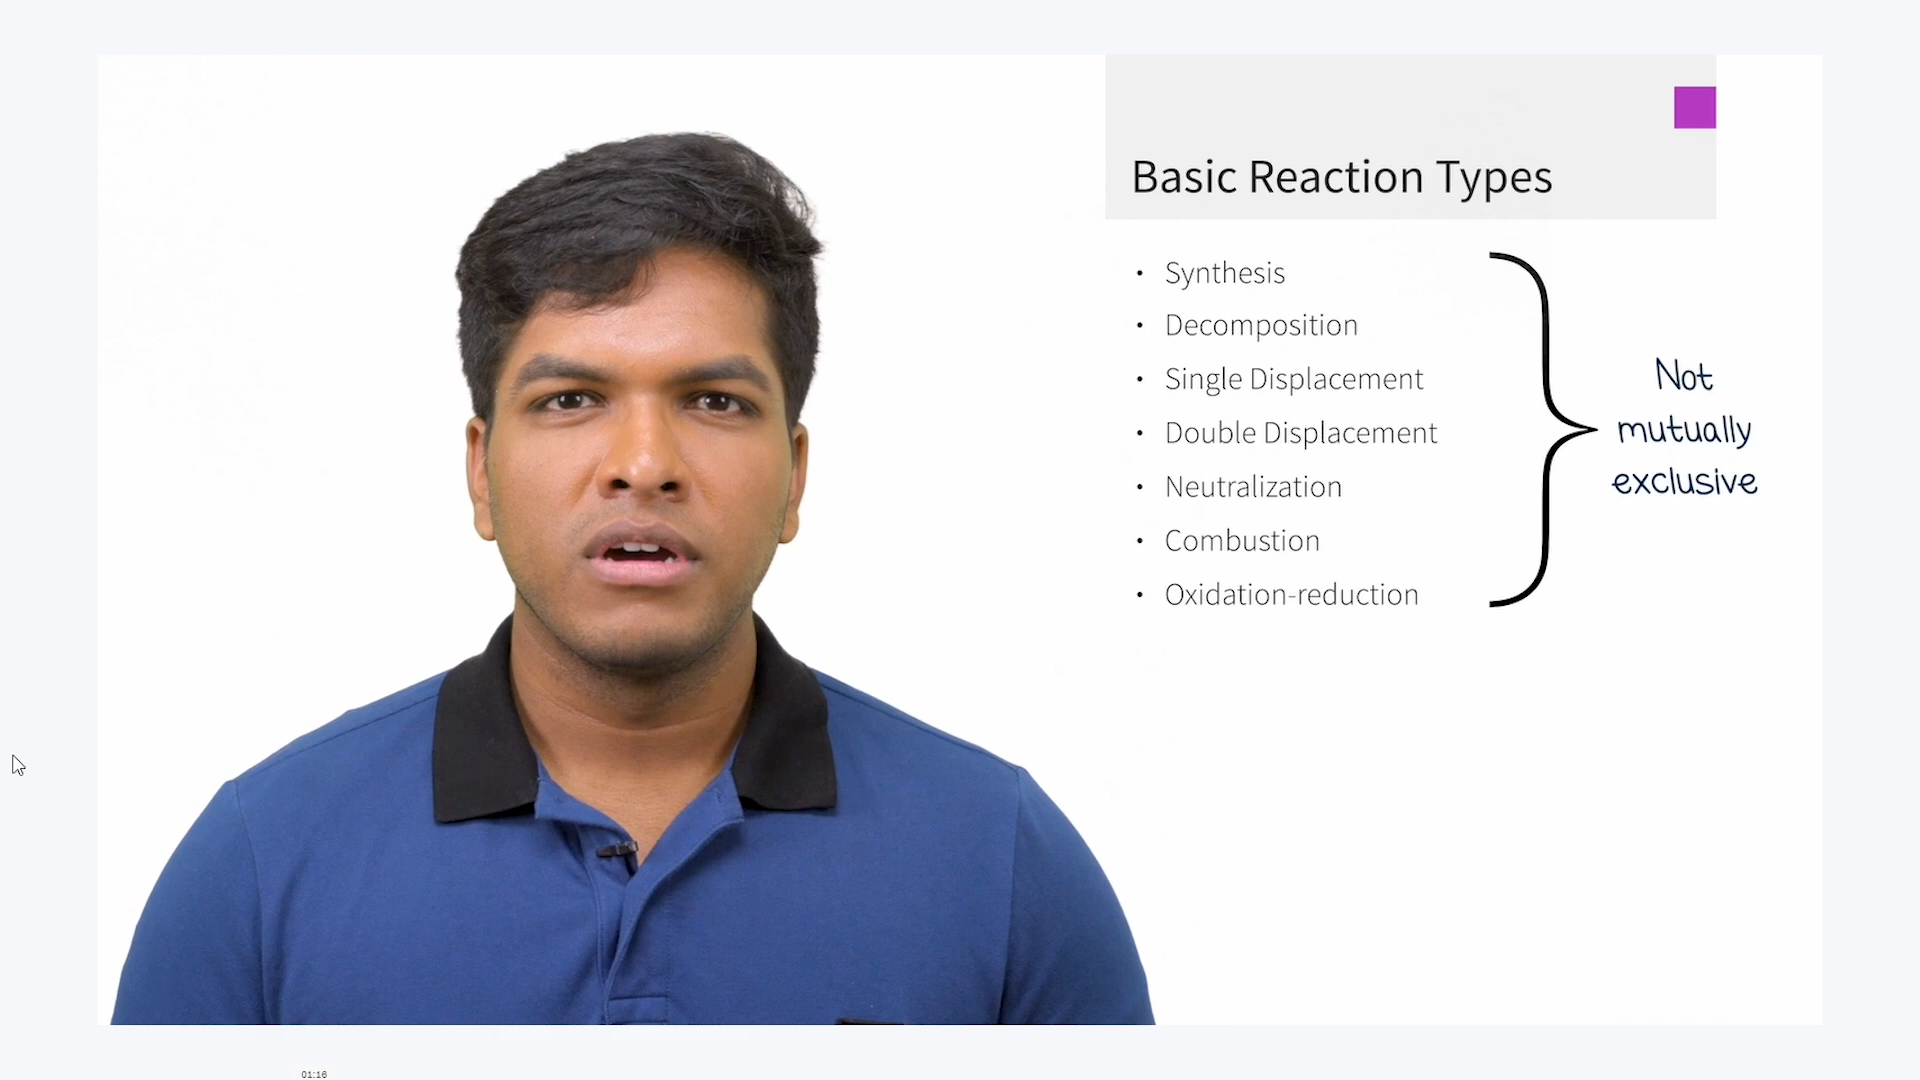 Basic Reaction Types
• Synthesis
• Decomposition
• Single Displacement
• Double Displacement
• Neutralization
• Combustion
• Oxidation-reduction
Not
mutually
exclusive
01:16